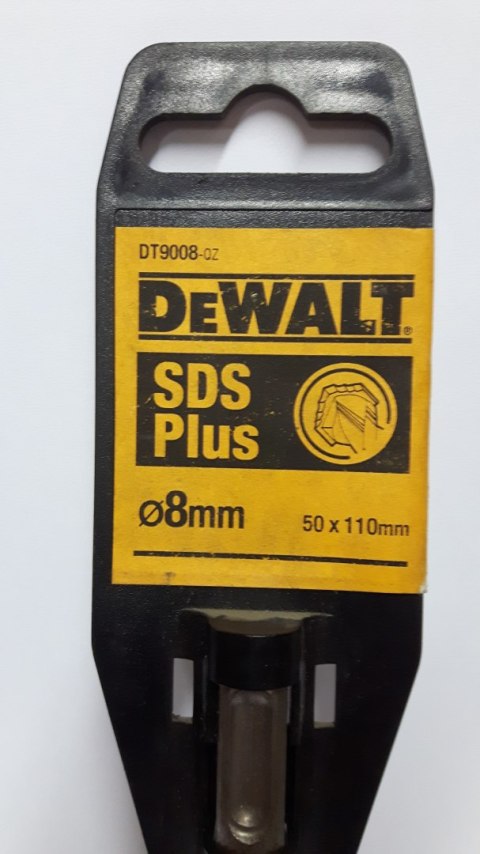 DT9008-QZ
DEWALT®
SDS
Plus
Ø8mm
50 x 110mm